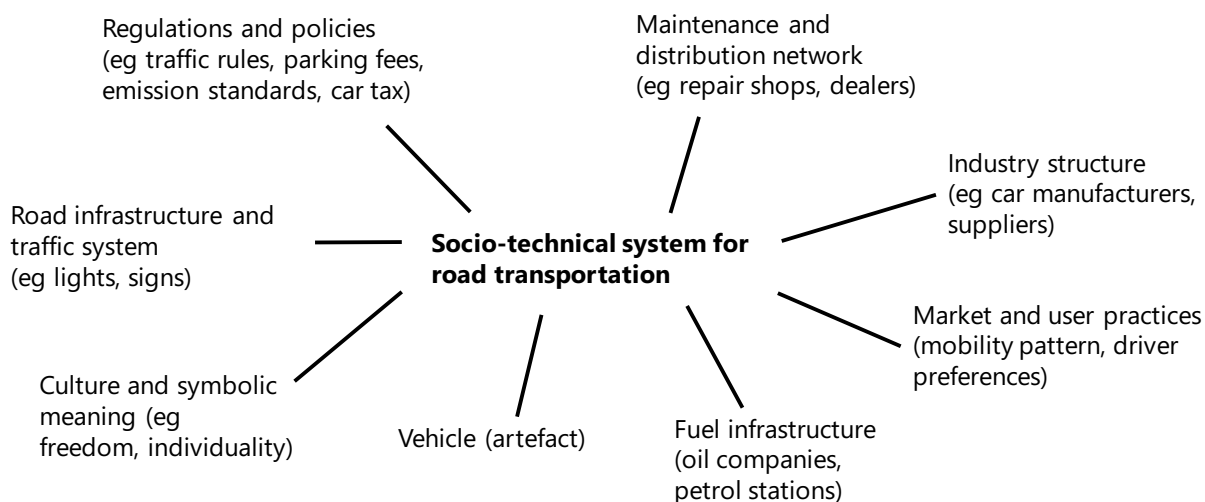 Regulations and policies
(eg traffic rules, parking fees,
emission standards, car tax)
Maintenance and
distribution network
(eg repair shops, dealers)
Industry structure
(eg car manufacturers,
suppliers)
Road infrastructure and
traffic system
(eg lights, signs)
Socio-technical system for
road transportation
Market and user practices
(mobility pattern, driver
preferences)
Culture and symbolic
meaning (eg
freedom, individuality)
Vehicle (artefact)
Fuel infrastructure
(oil companies,
petrol stations)